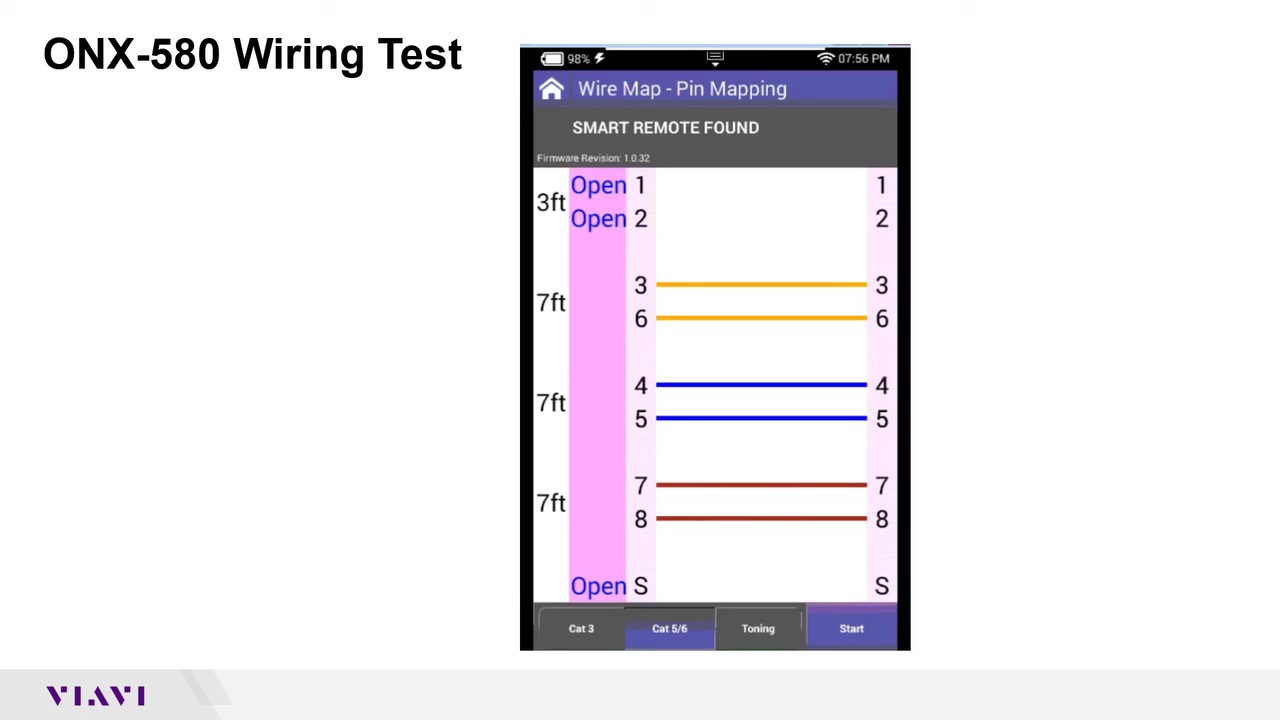 ONX-580 Wiring Test
98% 07:56 PM
Wire Map - Pin Mapping
SMART REMOTE FOUND
Firmware Revision: 1.0.32
Open 1 1
3ft
Open 2 2
3 3
7ft
6 6
4 4
7ft
5 5
7 7
7ft
8 8
Open S S
Cat 3 Cat 5/6 Toning Start
VIAVI